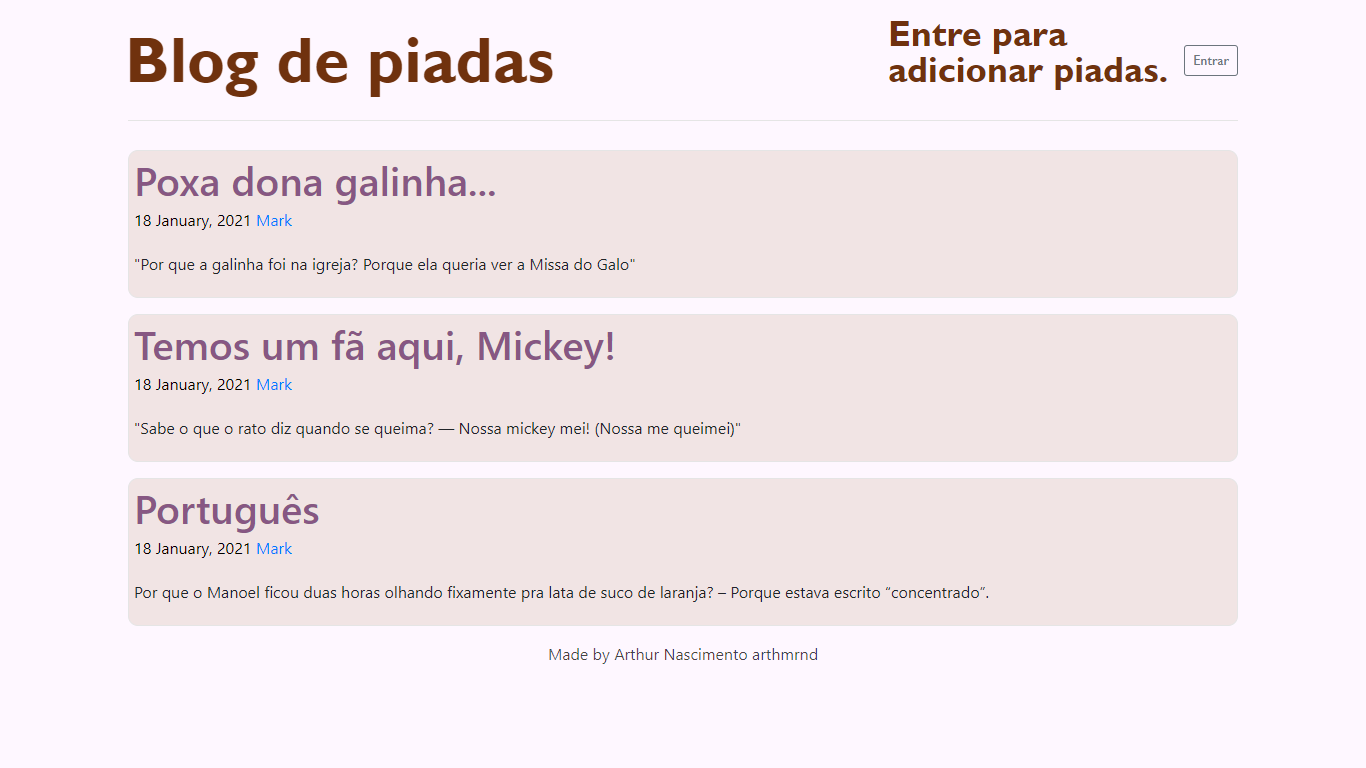 Blog de piadas
Entre para
adicionar piadas.
Entrar
Poxa dona galinha...
18 January, 2021 Mark
"Por que a galinha foi na igreja? Porque ela queria ver a Missa do Galo"
Temos um fã aqui, Mickey!
18 January, 2021 Mark
"Sabe o que o rato diz quando se queima? — Nossa mickey mei! (Nossa me queimei)"
Português
18 January, 2021 Mark
Por que o Manoel ficou duas horas olhando fixamente pra lata de suco de laranja? – Porque estava escrito “concentrado”.
Made by Arthur Nascimento arthmrnd